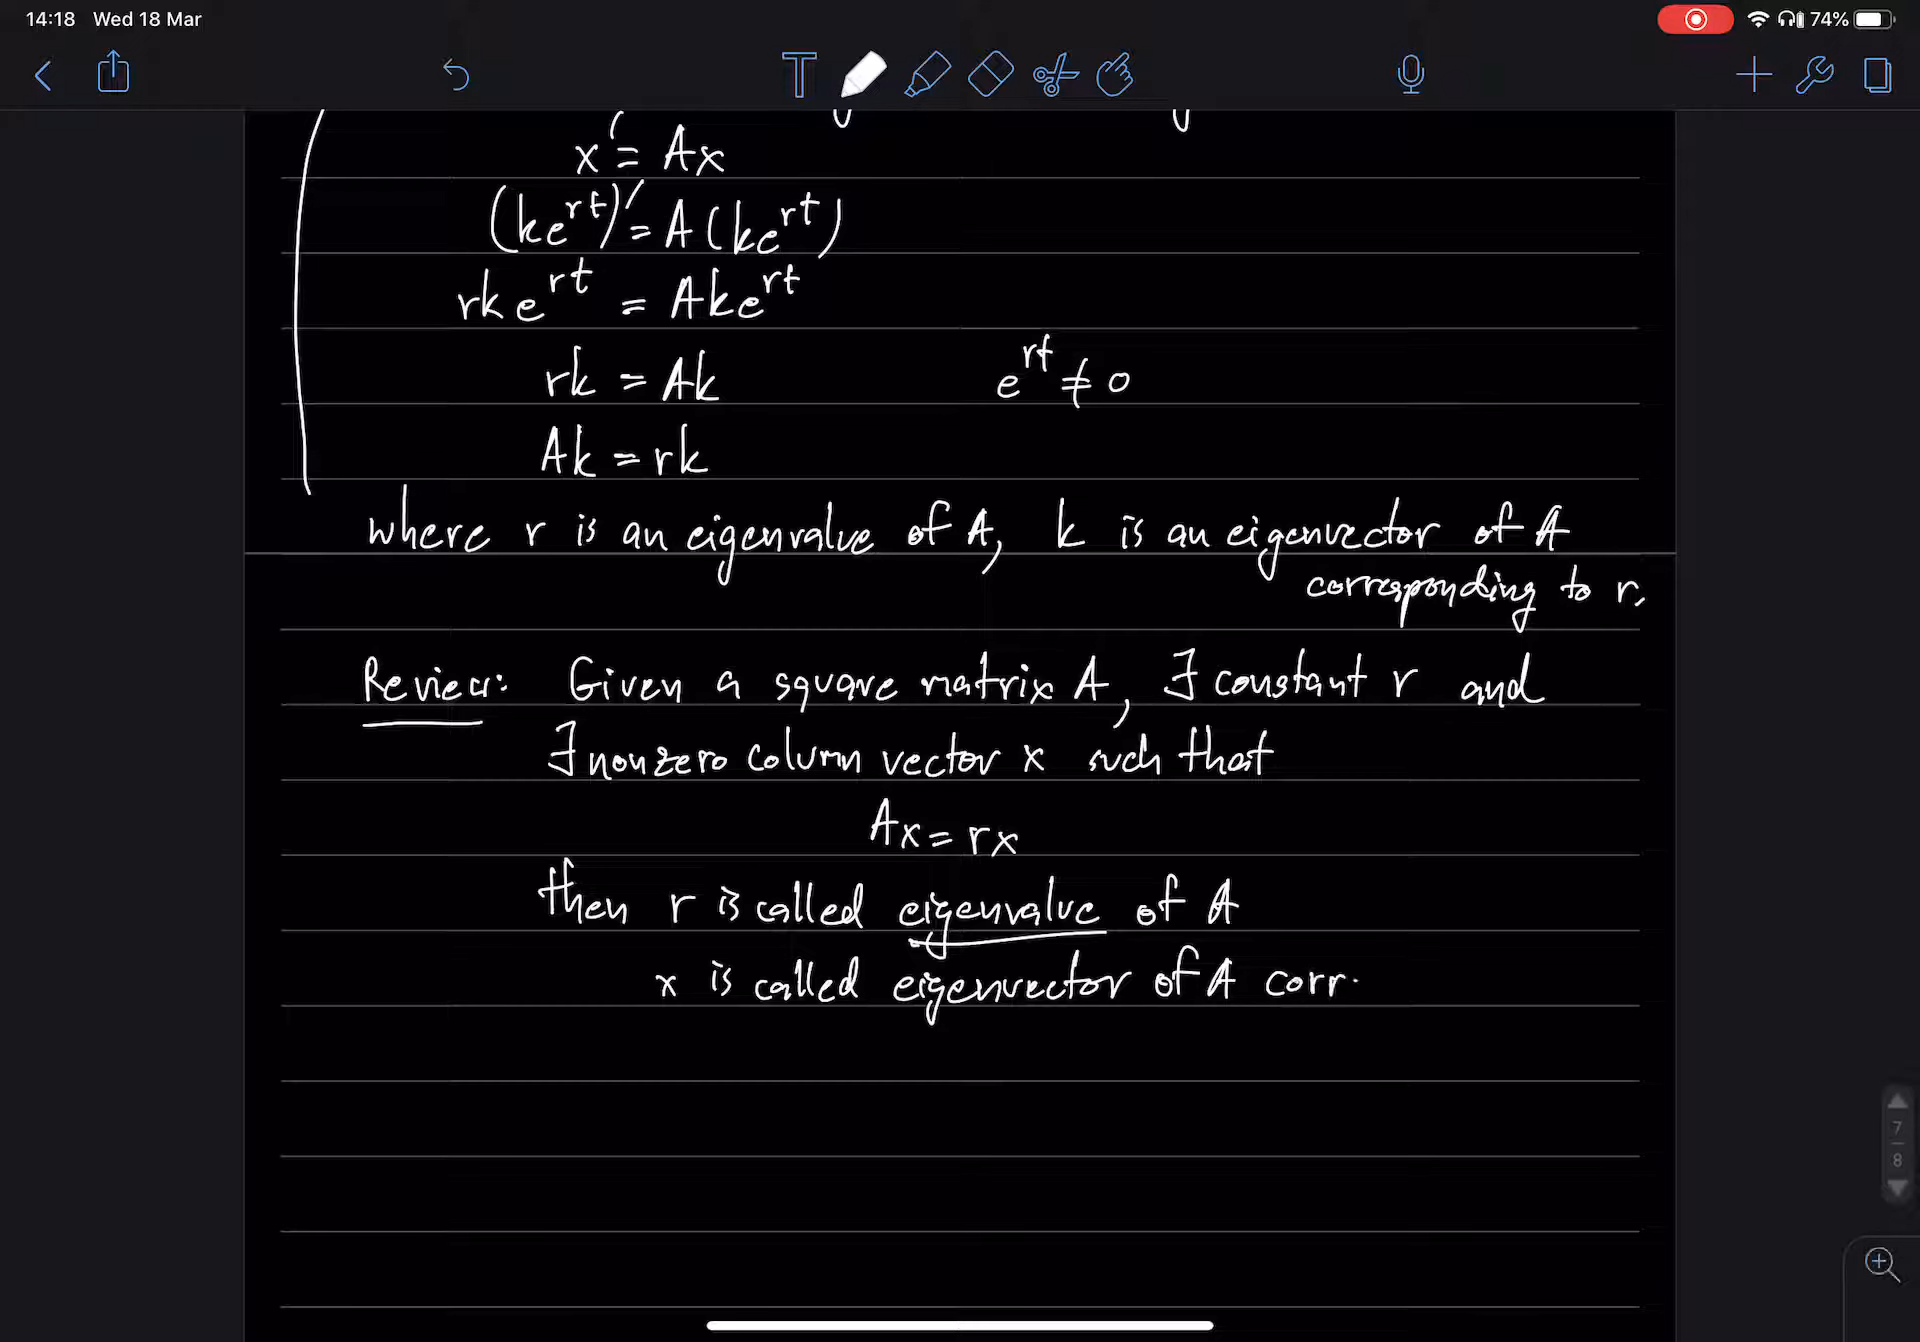 14:18 Wed 18 Mar 74%
T
x' = Ax
(ke^{rt})' = A(ke^{rt})
rke^{rt} = Ake^{rt}
rk = Ak e^{rt} ≠ 0
Ak = rk
where r is an eigenvalue of A, k is an eigenvector of A
corresponding to r.
Review: Given a square matrix A, ∃ constant r and
∃ nonzero column vector x such that
Ax = rx
then r is called eigenvalue of A
x is called eigenvector of A corr.
7
8